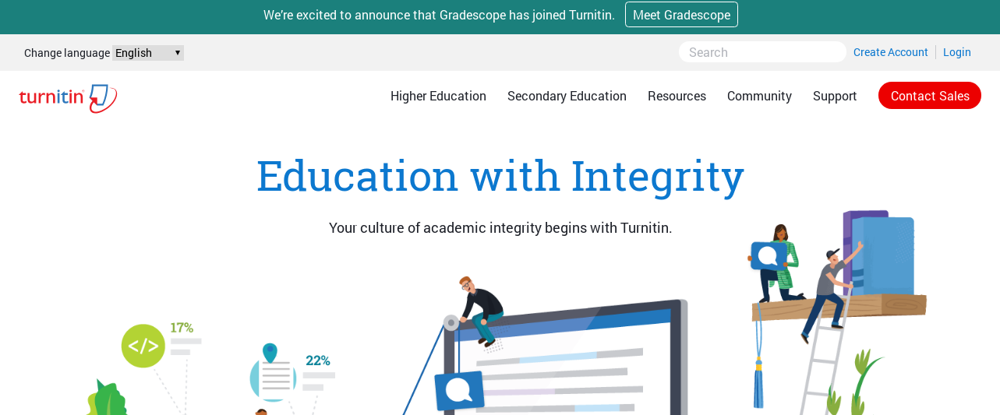 We’re excited to announce that Gradescope has joined Turnitin. Meet Gradescope
Change language English
Search Create Account Login
turnitin
Higher Education Secondary Education Resources Community Support Contact Sales
Education with Integrity
Your culture of academic integrity begins with Turnitin.
17%
</>
22%